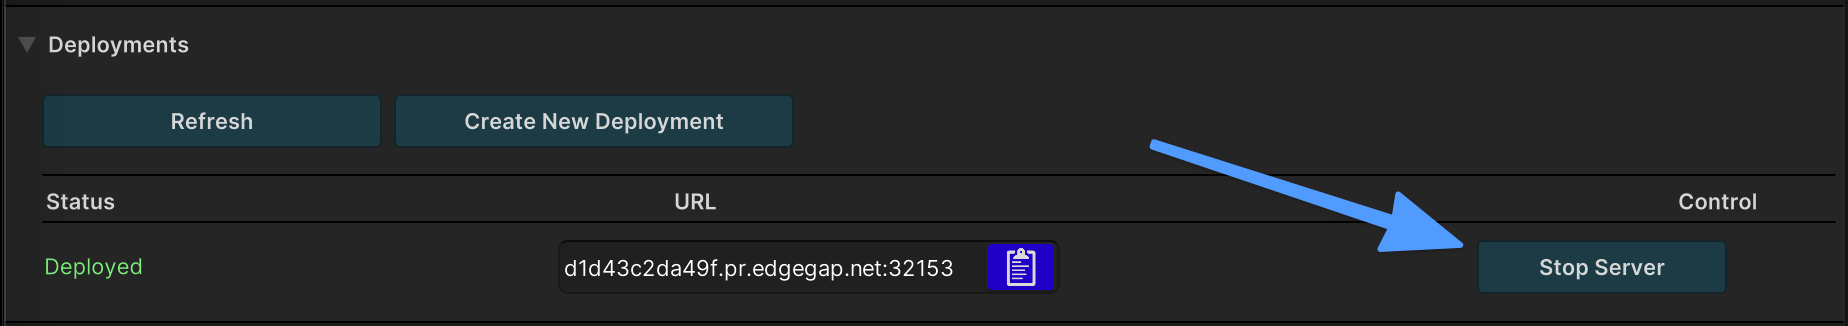 Deployments
Refresh Create New Deployment
Status URL Control
Deployed d1d43c2da49f.pr.edgegap.net:32153 Stop Server